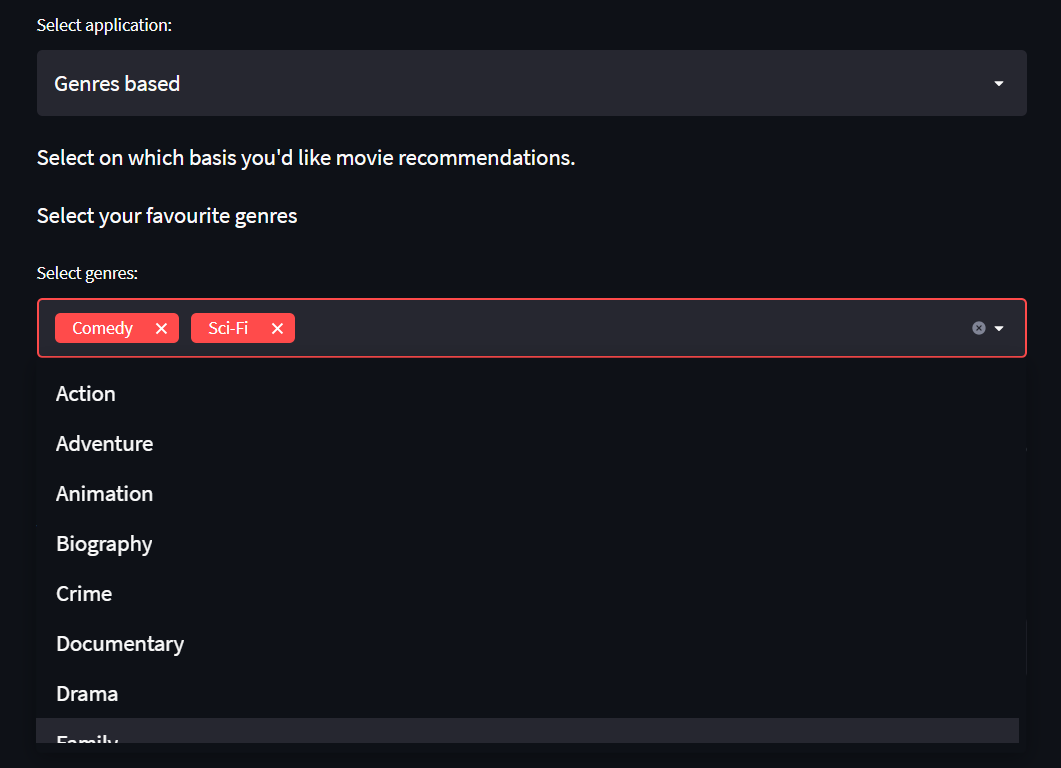 Select application:
Genres based
Select on which basis you'd like movie recommendations.
Select your favourite genres
Select genres:
Comedy Sci-Fi
Action
Adventure
Animation
Biography
Crime
Documentary
Drama
Family